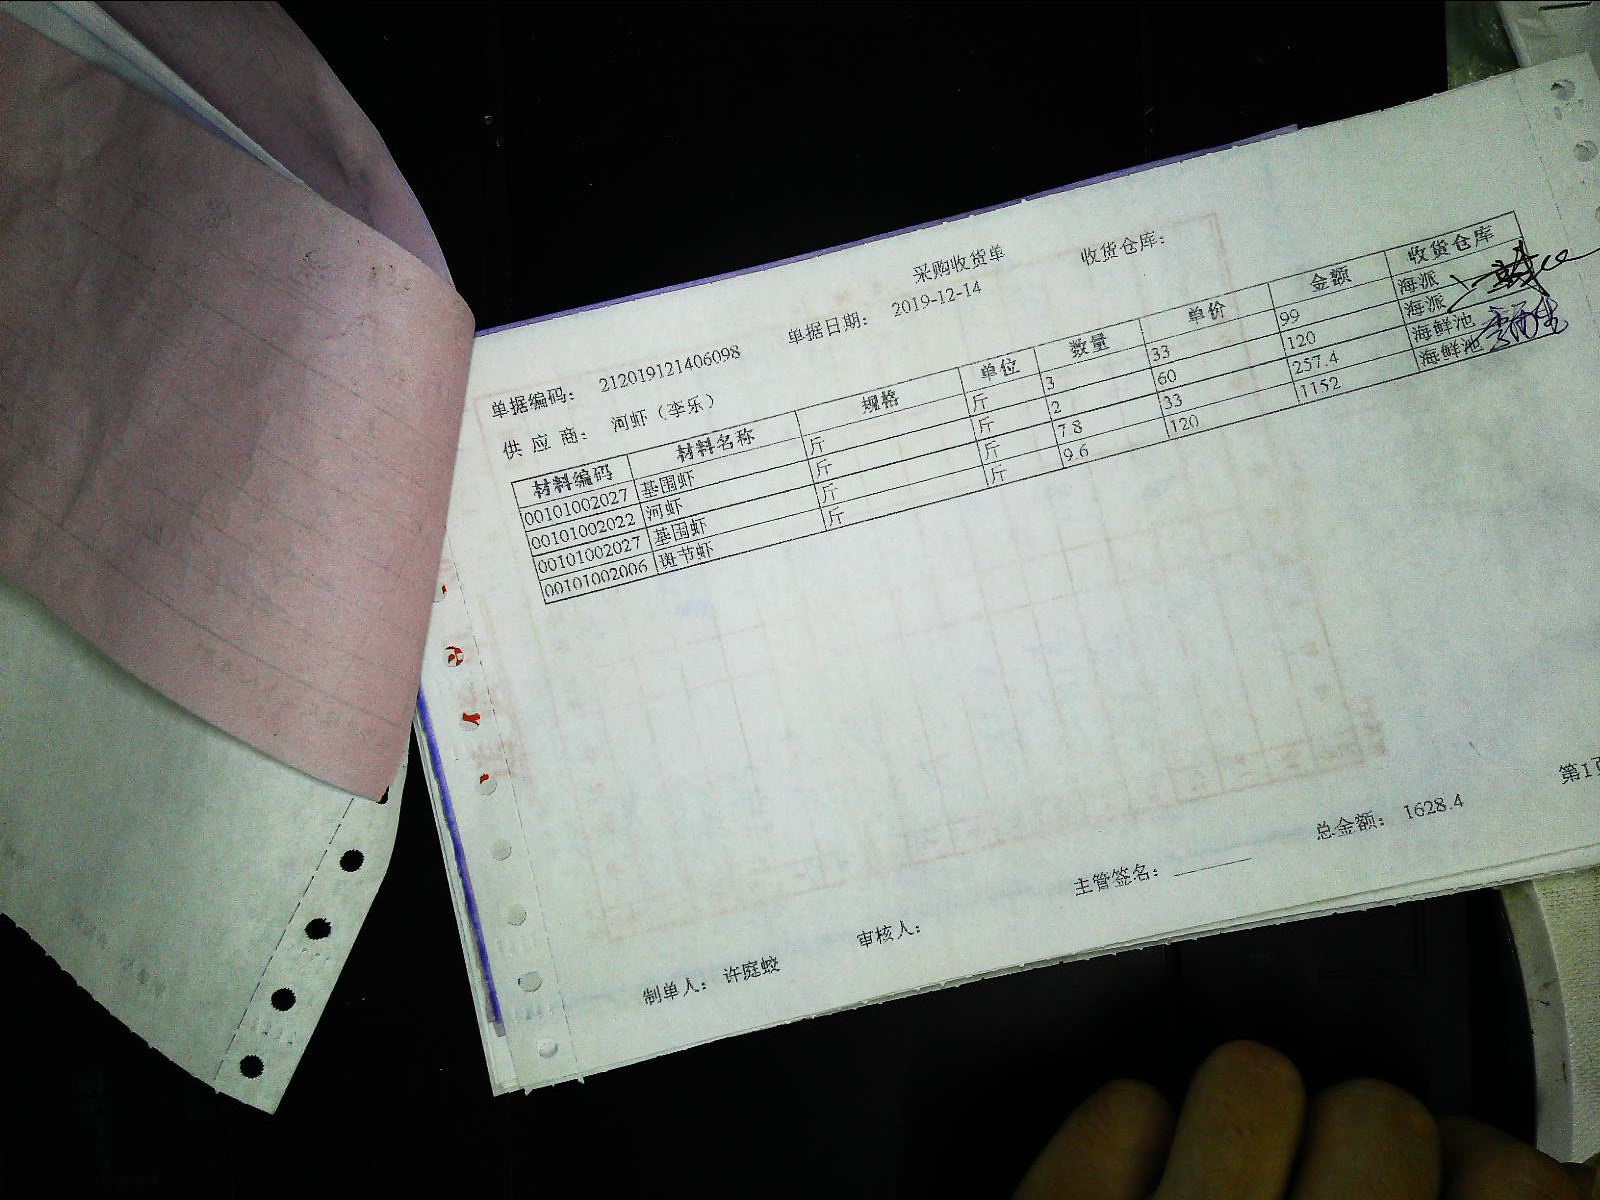 采购收货单
收货仓库：
单据编码： 212019121406098 单据日期： 2019-12-14
供 应 商： 河虾（李乐）
材料编码 材料名称 规格 单位 数量 单价 金额 收货仓库
00101002027 基围虾 斤 斤 3 33 99 海派
00101002022 河虾 斤 斤 2 60 120 海派
00101002027 基围虾 斤 斤 7.8 33 257.4 海鲜池
00101002006 斑节虾 斤 斤 9.6 120 1152 海鲜池
总金额： 1628.4 第1页
制单人： 许庭蛟 审核人： 主管签名：